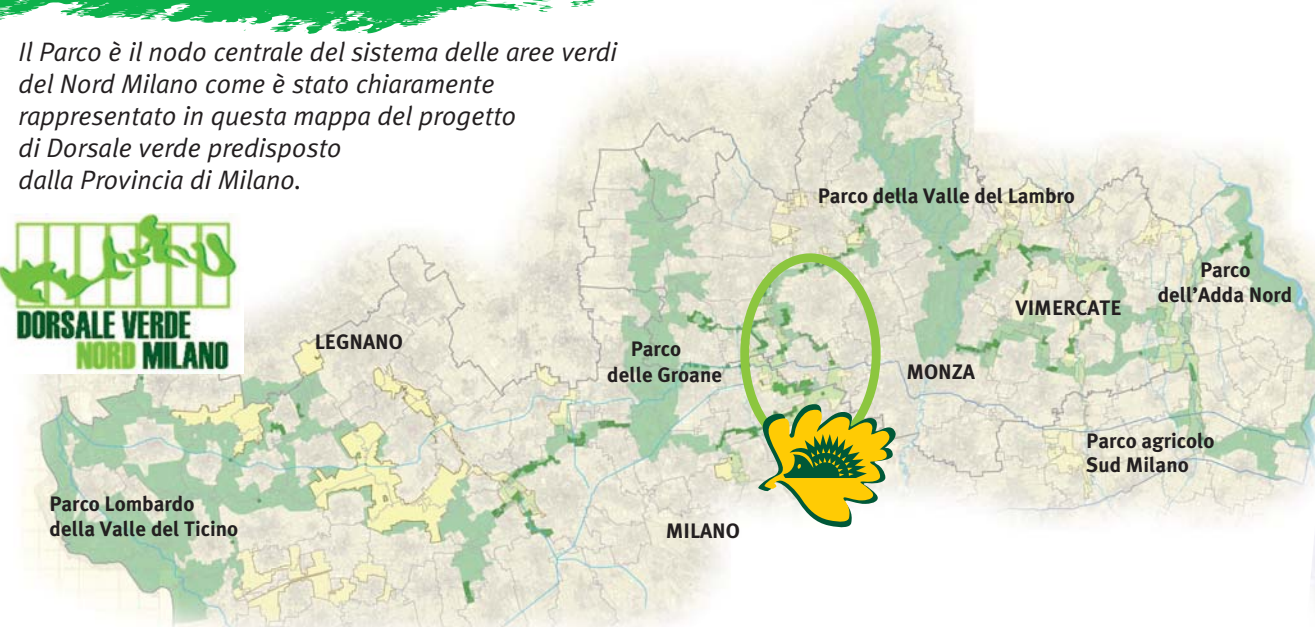 Il Parco è il nodo centrale del sistema delle aree verdi
del Nord Milano come è stato chiaramente
rappresentato in questa mappa del progetto
di Dorsale verde predisposto
dalla Provincia di Milano.
DORSALE VERDE
NORD MILANO
Parco della Valle del Lambro
Parco
dell'Adda Nord
VIMERCATE
LEGNANO
Parco
delle Groane
MONZA
Parco agricolo
Sud Milano
Parco Lombardo
della Valle del Ticino
MILANO